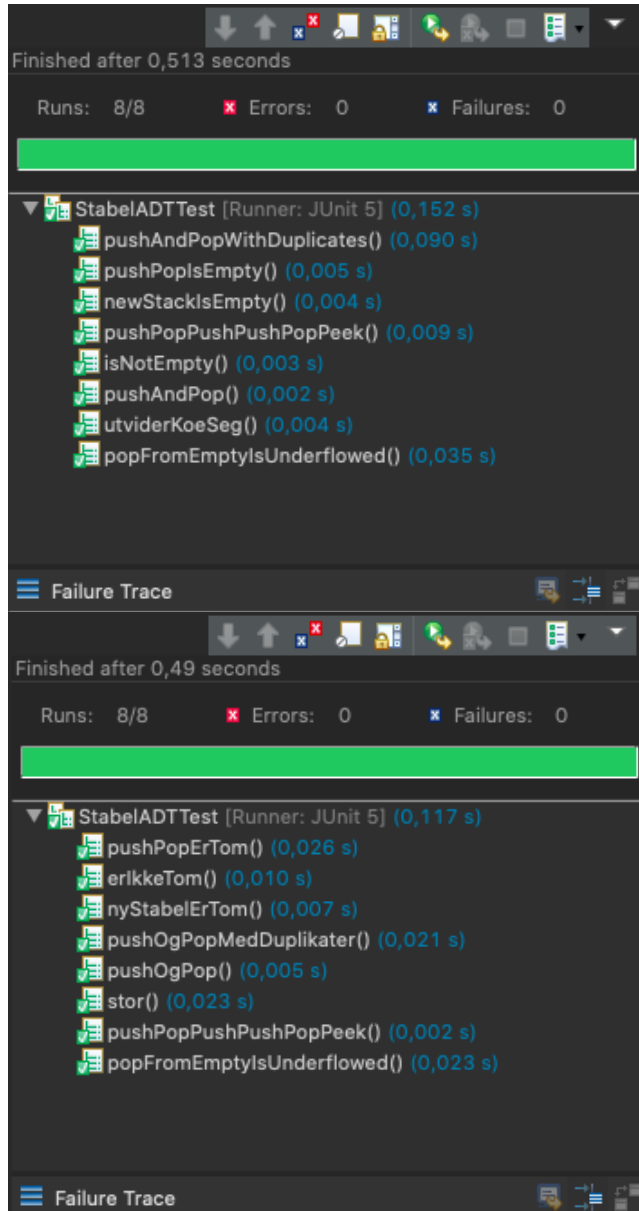 Finished after 0,513 seconds
Runs: 8/8 Errors: 0 Failures: 0
StabelADTTest [Runner: JUnit 5] (0,152 s)
pushAndPopWithDuplicates() (0,090 s)
pushPopIsEmpty() (0,005 s)
newStackIsEmpty() (0,004 s)
pushPopPushPushPopPeek() (0,009 s)
isNotEmpty() (0,003 s)
pushAndPop() (0,002 s)
utviderKoeSeg() (0,004 s)
popFromEmptyIsUnderflowed() (0,035 s)
Failure Trace
Finished after 0,49 seconds
Runs: 8/8 Errors: 0 Failures: 0
StabelADTTest [Runner: JUnit 5] (0,117 s)
pushPopErTom() (0,026 s)
erIkkeTom() (0,010 s)
nyStabelErTom() (0,007 s)
pushOgPopMedDuplikater() (0,021 s)
pushOgPop() (0,005 s)
stor() (0,023 s)
pushPopPushPushPopPeek() (0,002 s)
popFromEmptyIsUnderflowed() (0,023 s)
Failure Trace